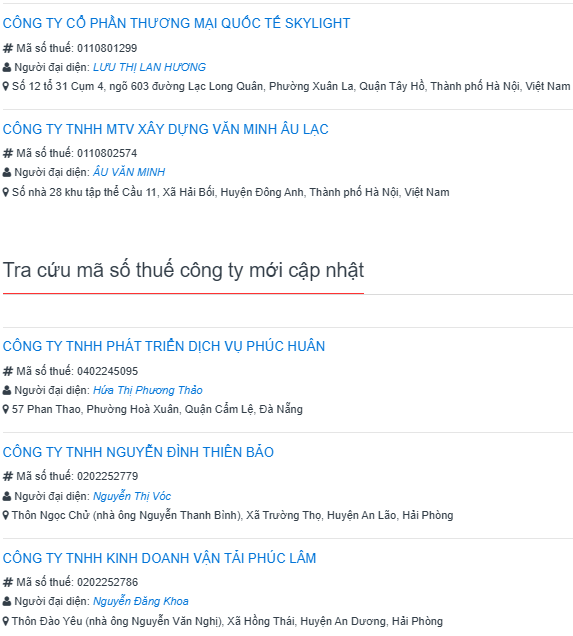 CÔNG TY CỔ PHẦN THƯƠNG MẠI QUỐC TẾ SKYLIGHT
# Mã số thuế: 0110801299
Người đại diện: LƯU THỊ LAN HƯƠNG
Số 12 tổ 31 Cụm 4, ngõ 603 đường Lạc Long Quân, Phường Xuân La, Quận Tây Hồ, Thành phố Hà Nội, Việt Nam
CÔNG TY TNHH MTV XÂY DỰNG VĂN MINH ÂU LẠC
# Mã số thuế: 0110802574
Người đại diện: ÂU VĂN MINH
Số nhà 28 khu tập thể Cầu 11, Xã Hải Bối, Huyện Đông Anh, Thành phố Hà Nội, Việt Nam
Tra cứu mã số thuế công ty mới cập nhật
CÔNG TY TNHH PHÁT TRIỂN DỊCH VỤ PHÚC HUÂN
# Mã số thuế: 0402245095
Người đại diện: Hứa Thị Phương Thảo
57 Phan Thao, Phường Hoà Xuân, Quận Cẩm Lệ, Đà Nẵng
CÔNG TY TNHH NGUYỄN ĐÌNH THIÊN BẢO
# Mã số thuế: 0202252779
Người đại diện: Nguyễn Thị Vóc
Thôn Ngọc Chử (nhà ông Nguyễn Thanh Bình), Xã Trường Thọ, Huyện An Lão, Hải Phòng
CÔNG TY TNHH KINH DOANH VẬN TẢI PHÚC LÂM
# Mã số thuế: 0202252786
Người đại diện: Nguyễn Đăng Khoa
Thôn Đào Yêu (nhà ông Nguyễn Văn Nghị), Xã Hồng Thái, Huyện An Dương, Hải Phòng